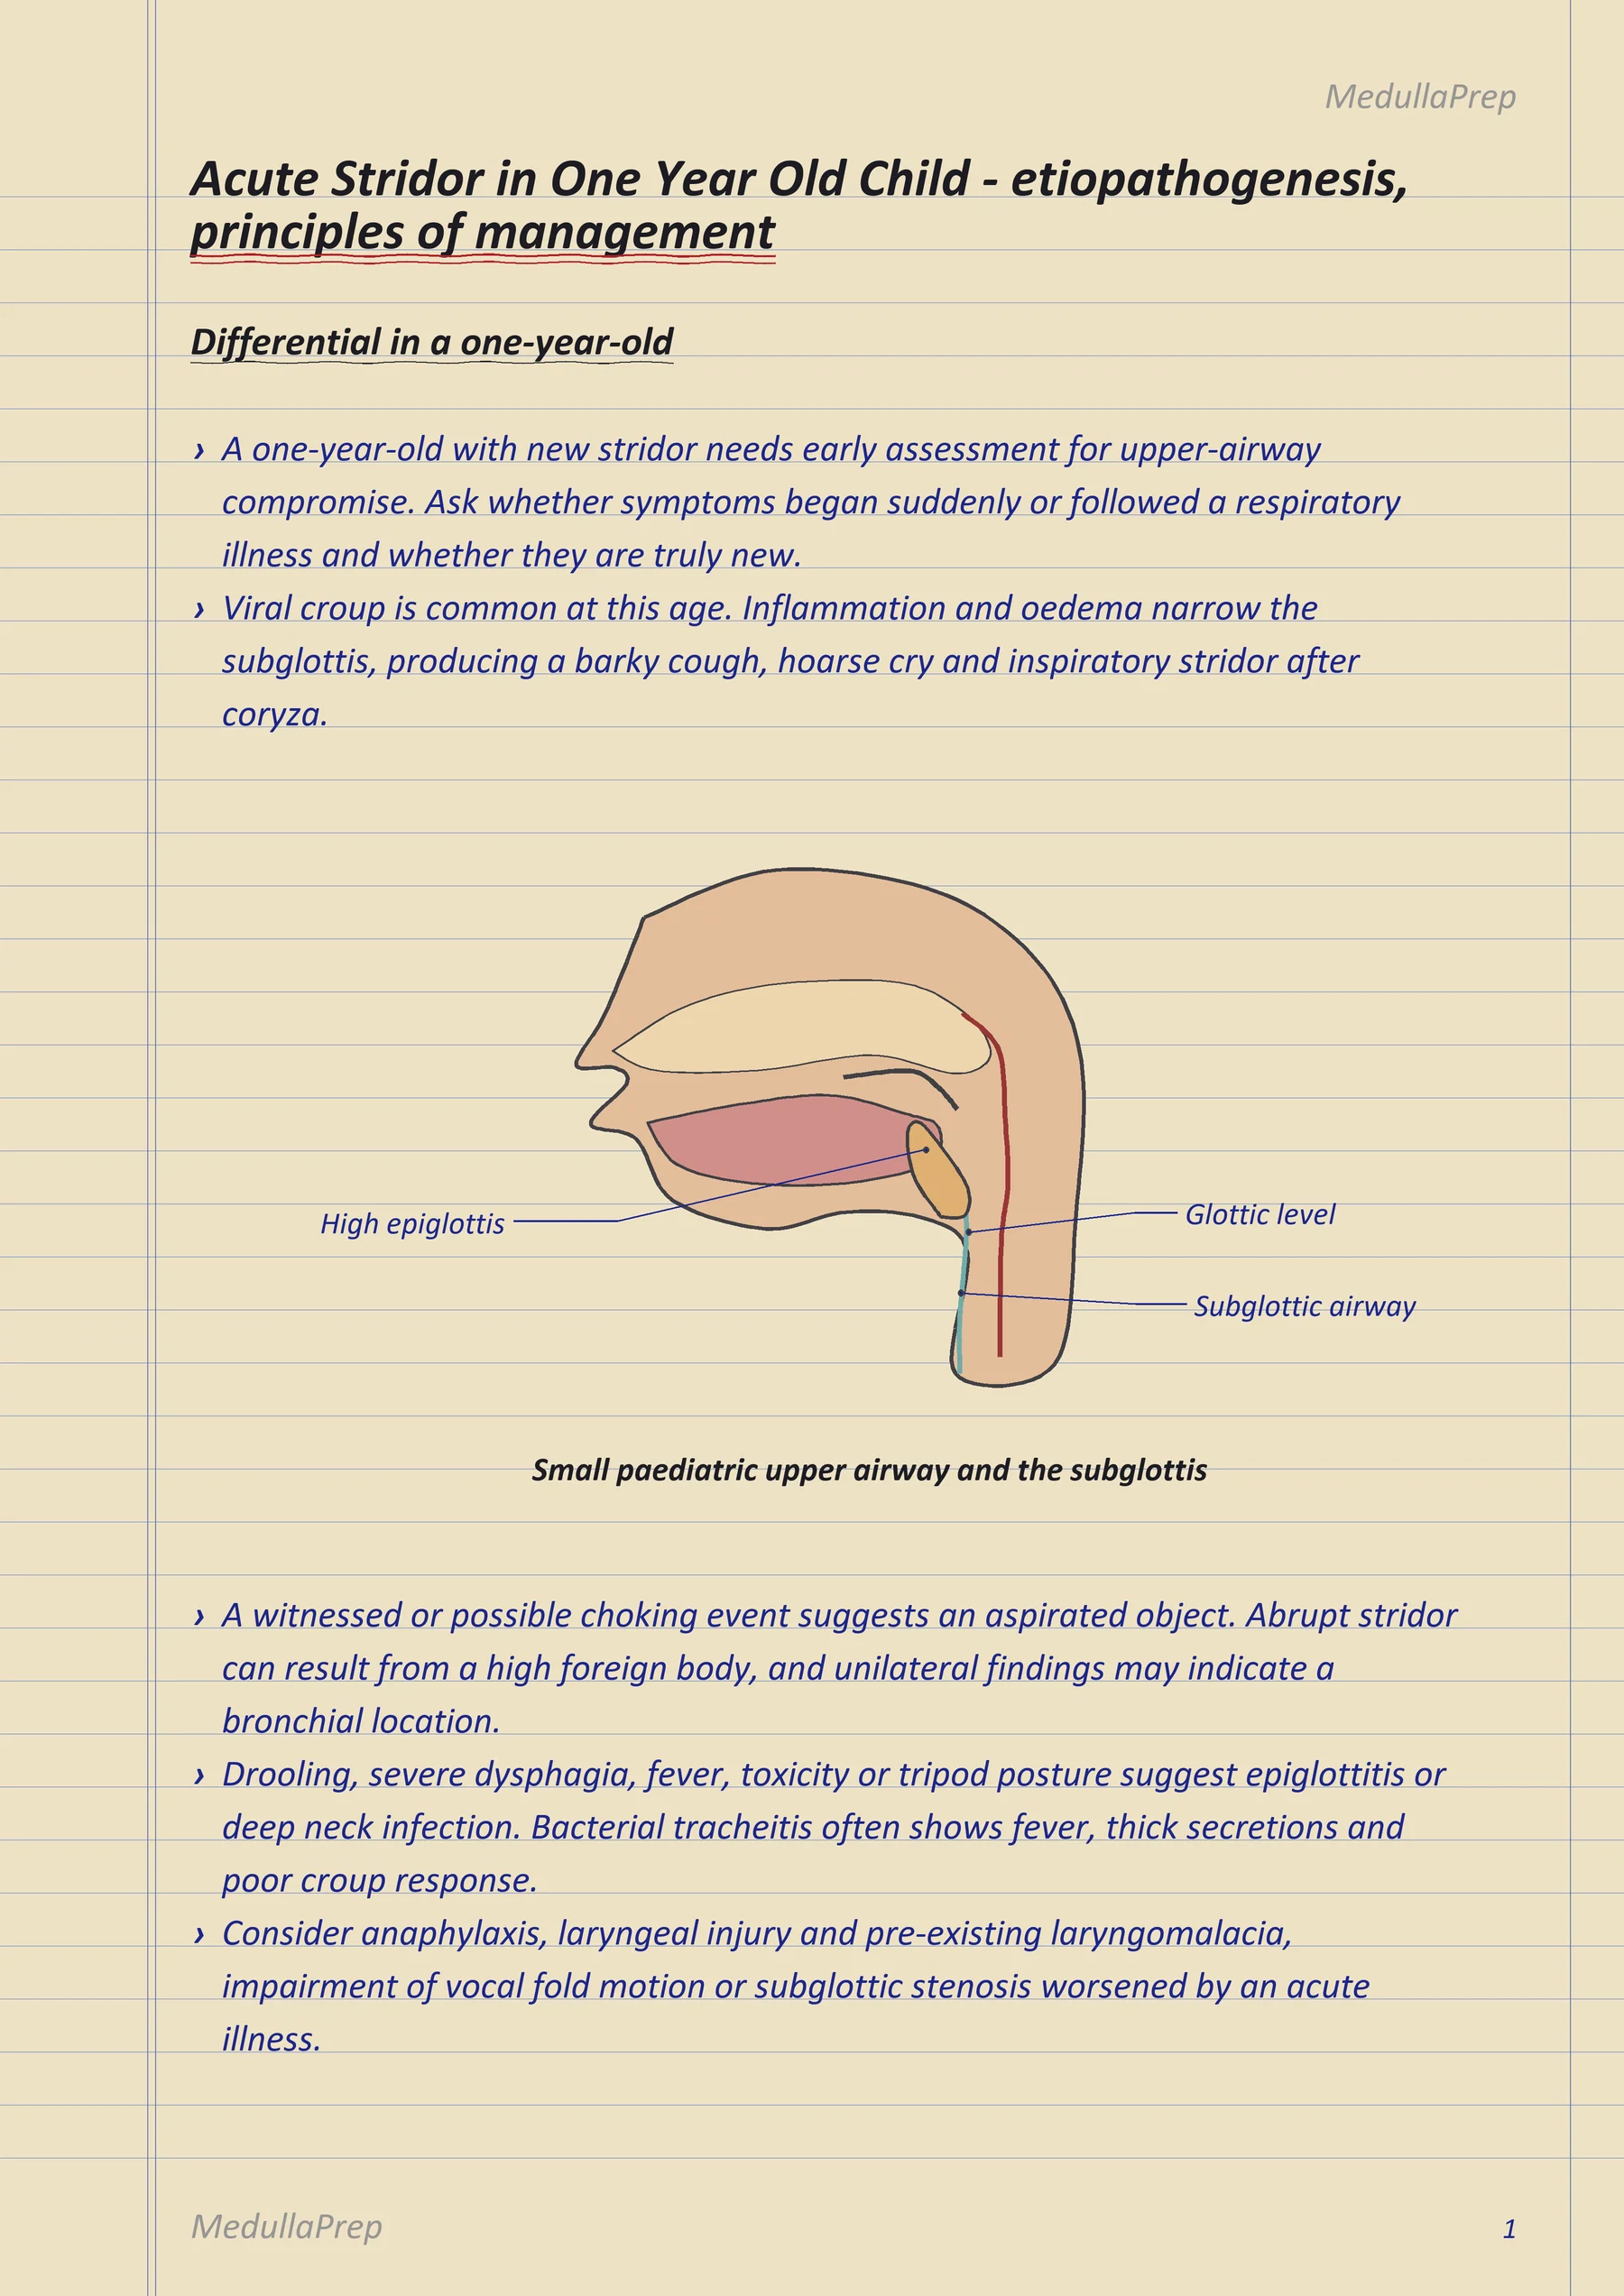 MedullaPrep
Acute Stridor in One Year Old Child - etiopathogenesis,
principles of management
Differential in a one-year-old
› A one-year-old with new stridor needs early assessment for upper-airway
compromise. Ask whether symptoms began suddenly or followed a respiratory
illness and whether they are truly new.
› Viral croup is common at this age. Inflammation and oedema narrow the
subglottis, producing a barky cough, hoarse cry and inspiratory stridor after
coryza.
High epiglottis
Glottic level
Subglottic airway
Small paediatric upper airway and the subglottis
› A witnessed or possible choking event suggests an aspirated object. Abrupt stridor
can result from a high foreign body, and unilateral findings may indicate a
bronchial location.
› Drooling, severe dysphagia, fever, toxicity or tripod posture suggest epiglottitis or
deep neck infection. Bacterial tracheitis often shows fever, thick secretions and
poor croup response.
› Consider anaphylaxis, laryngeal injury and pre-existing laryngomalacia,
impairment of vocal fold motion or subglottic stenosis worsened by an acute
illness.
MedullaPrep
1